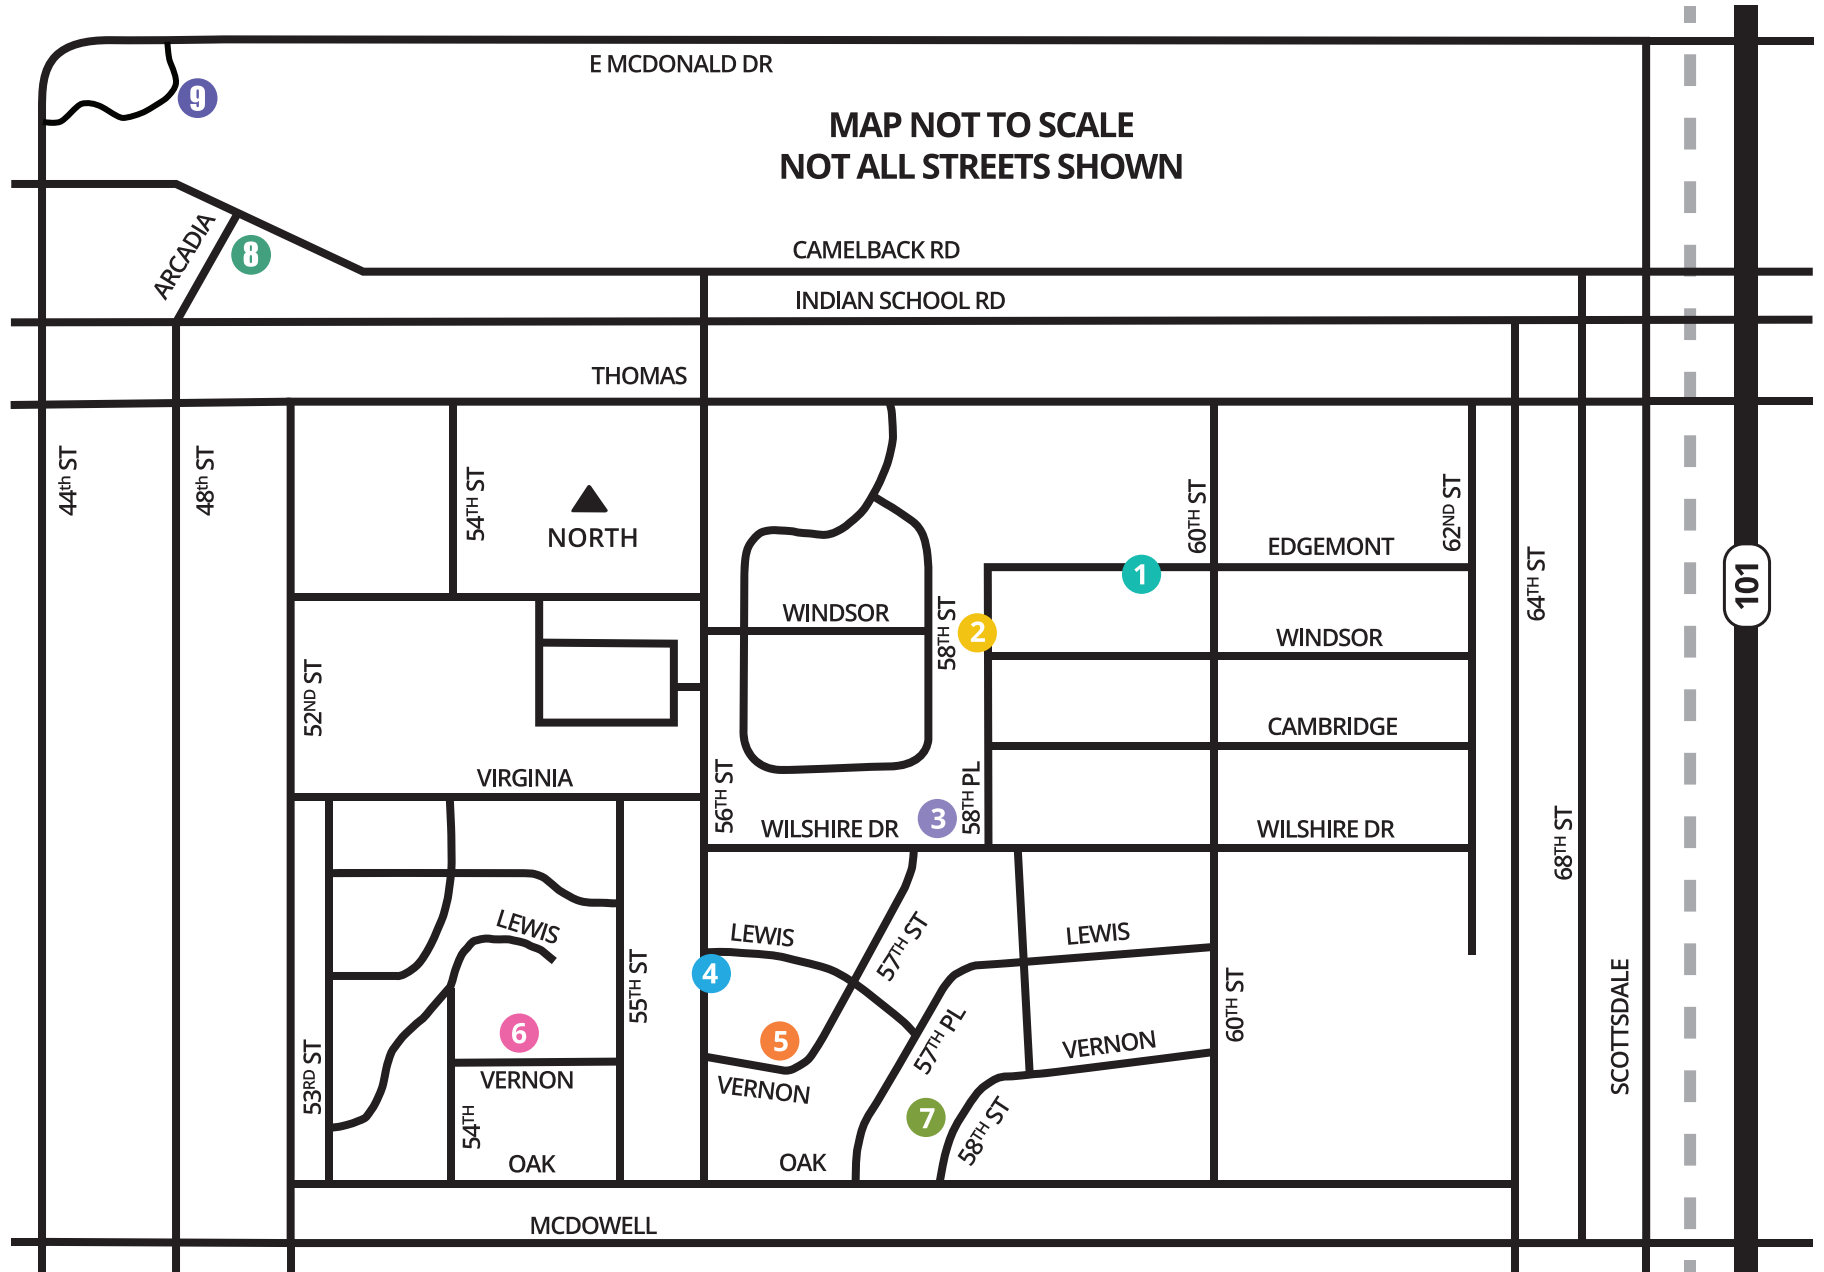 E MCDONALD DR
9
MAP NOT TO SCALE
NOT ALL STREETS SHOWN
ARCADIA
8
CAMELBACK RD
INDIAN SCHOOL RD
THOMAS
44th ST
48th ST
54TH ST
NORTH
60TH ST
62ND ST
EDGEMONT
1
64TH ST
101
WINDSOR
58TH ST
2
WINDSOR
52ND ST
CAMBRIDGE
VIRGINIA
56TH ST
58TH PL
3
WILSHIRE DR
WILSHIRE DR
68TH ST
LEWIS
LEWIS
57TH ST
LEWIS
4
55TH ST
60TH ST
SCOTTSDALE
6
5
57TH PL
VERNON
53RD ST
VERNON
VERNON
7
54TH
58TH ST
OAK
OAK
MCDOWELL